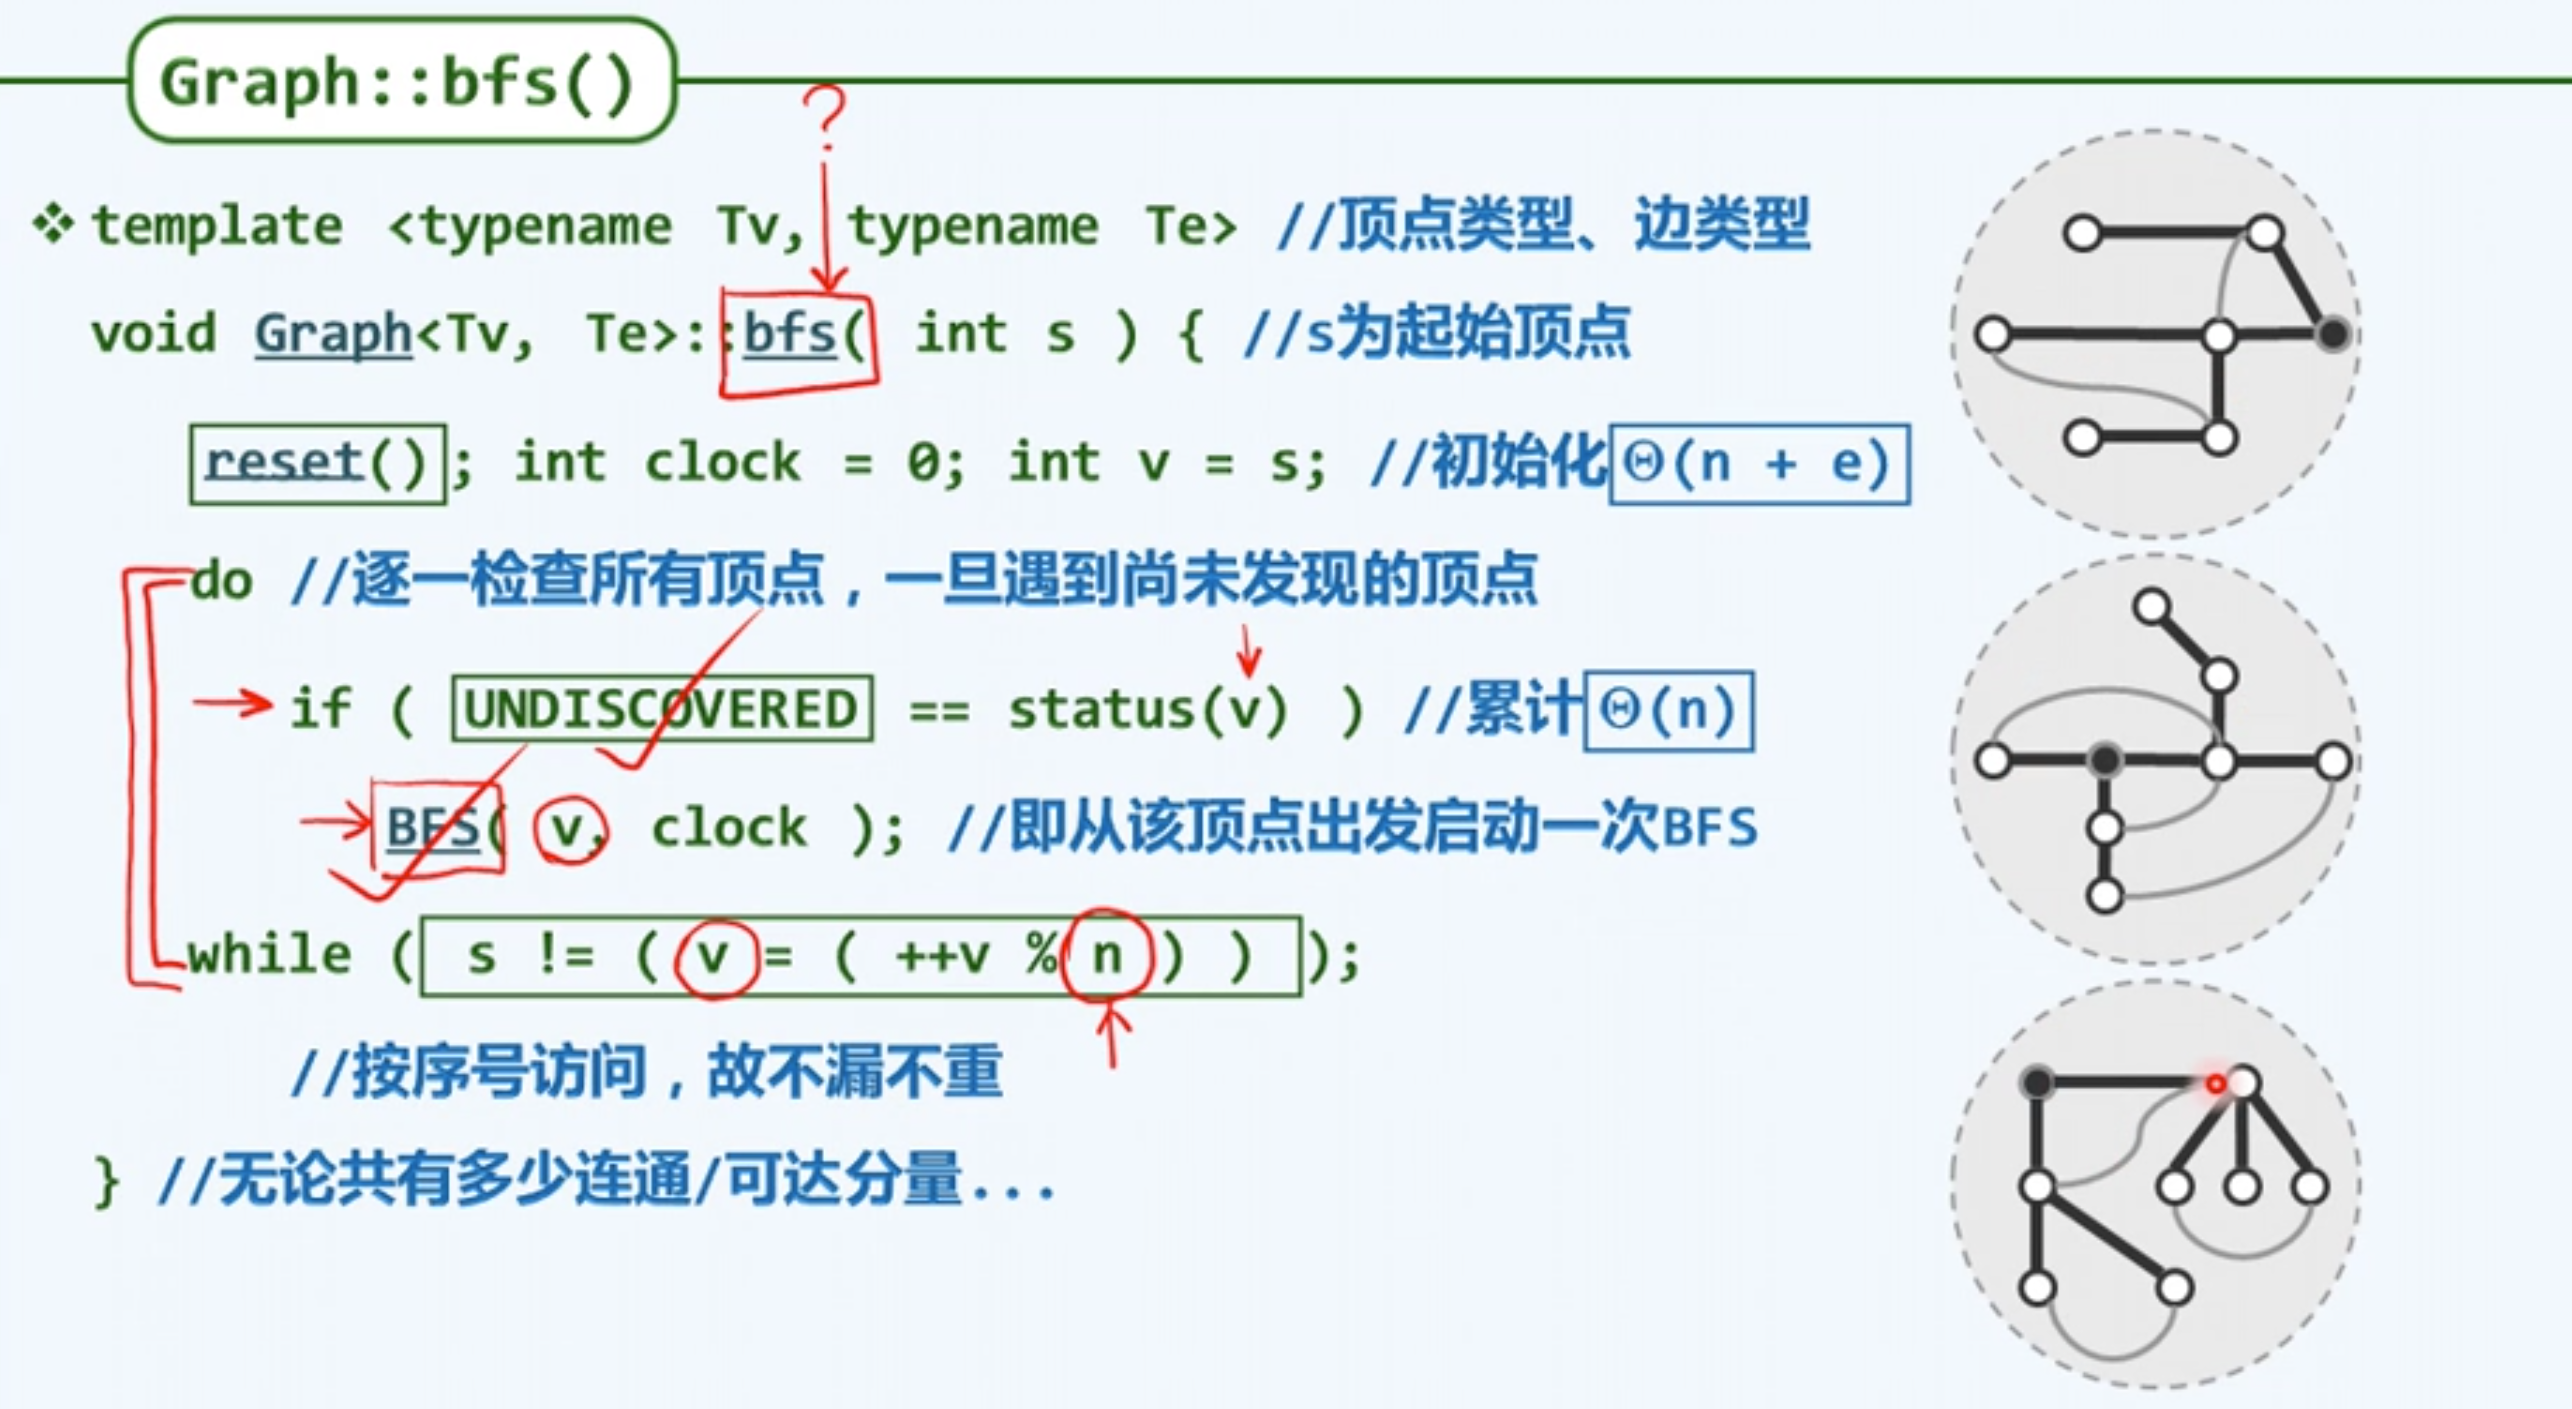 Graph::bfs()
?
❖ template <typename Tv, typename Te> //顶点类型、边类型
void Graph<Tv, Te>::bfs( int s ) { //s为起始顶点
reset(); int clock = 0; int v = s; //初始化Θ(n + e)
do //逐一检查所有顶点，一旦遇到尚未发现的顶点
if ( UNDISCOVERED == status(v) ) //累计Θ(n)
BFS( v, clock ); //即从该顶点出发启动一次BFS
while ( s != ( v = ( ++v % n ) ) );
//按序号访问，故不漏不重
} //无论共有多少连通/可达分量...